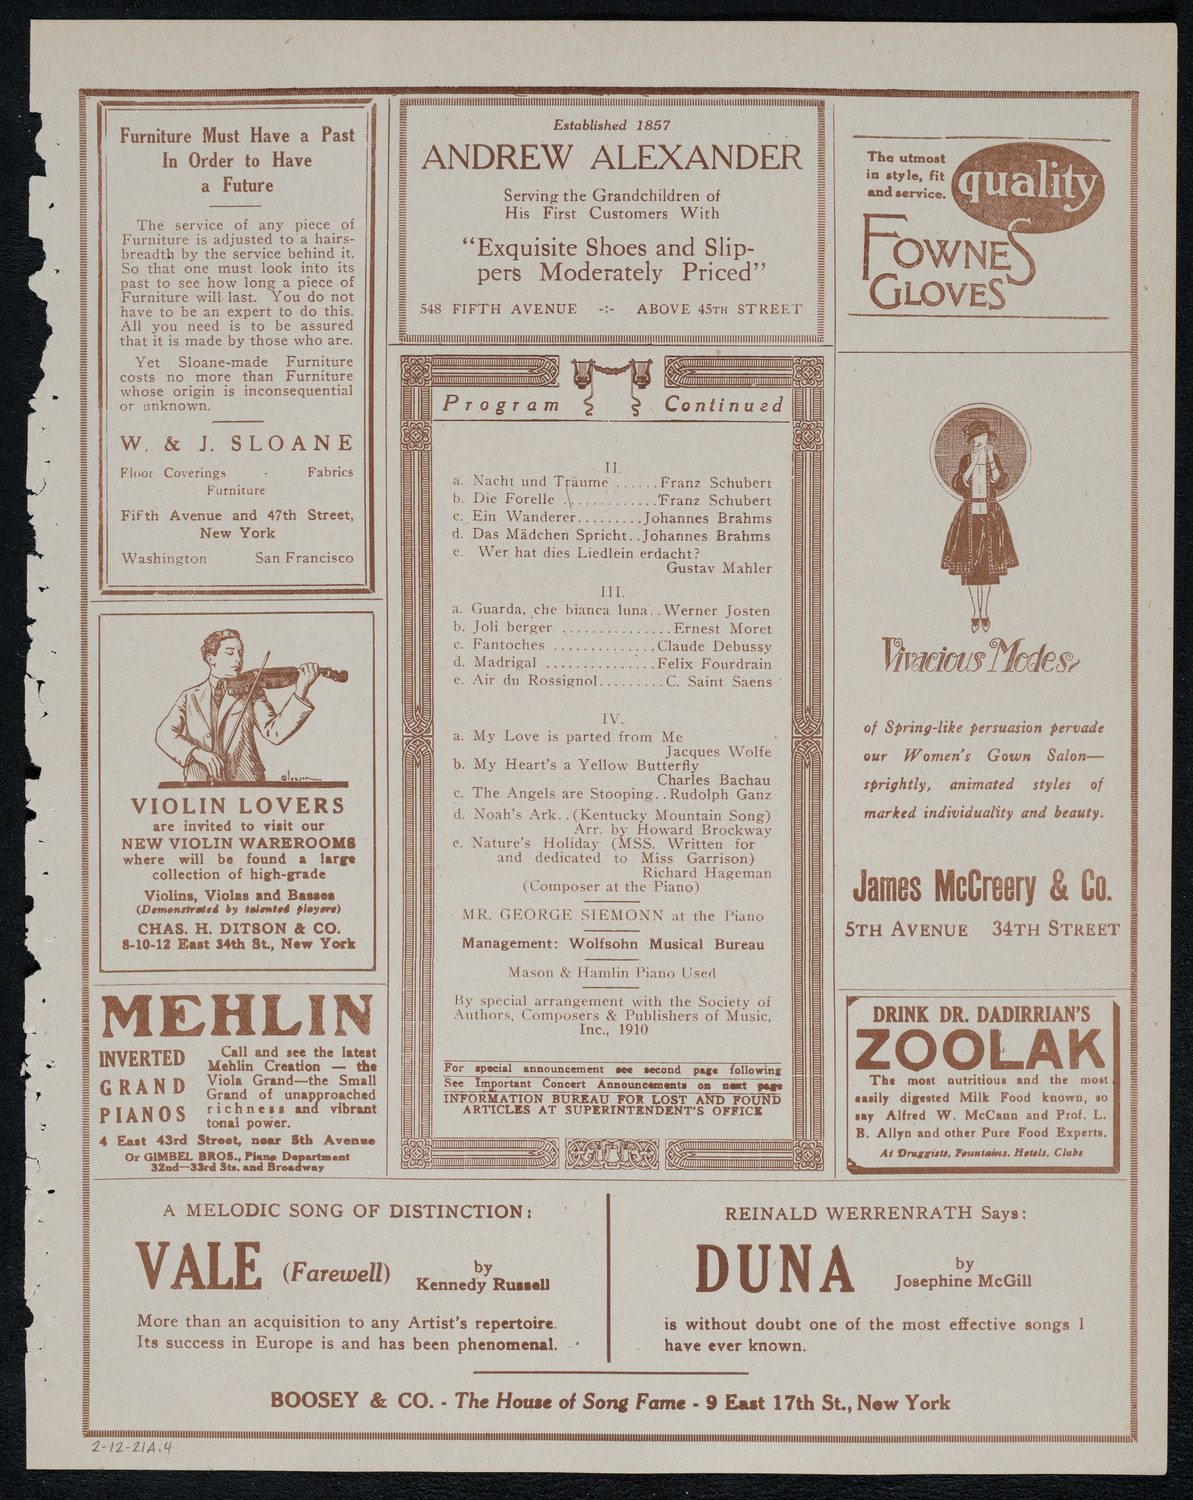 Furniture Must Have a Past
In Order to Have
a Future
The service of any piece of
Furniture is adjusted to a hairs-
breadth by the service behind it.
So that one must look into its
past to see how long a piece of
Furniture will last. You do not
have to be an expert to do this.
All you need is to be assured
that it is made by those who are.
Yet Sloane-made Furniture
costs no more than Furniture
whose origin is inconsequential
or unknown.
W. & J. SLOANE
Floor Coverings - Fabrics
Furniture
Fifth Avenue and 47th Street,
New York
Washington San Francisco
VIOLIN LOVERS
are invited to visit our
NEW VIOLIN WAREROOMS
where will be found a large
collection of high-grade
Violins, Violas and Basses
(Demonstrated by talented players)
CHAS. H. DITSON & CO.
8-10-12 East 34th St., New York
MEHLIN
INVERTED
GRAND
PIANOS
Call and see the latest
Mehlin Creation — the
Viola Grand—the Small
Grand of unapproached
richness and vibrant
tonal power.
4 East 43rd Street, near 5th Avenue
Or GIMBEL BROS., Piano Department
32nd—33rd Sts. and Broadway
Established 1857
ANDREW ALEXANDER
Serving the Grandchildren of
His First Customers With
"Exquisite Shoes and Slip-
pers Moderately Priced"
548 FIFTH AVENUE -:- ABOVE 45TH STREET
Program Continued
II.
a. Nacht und Träume ......Franz Schubert
b. Die Forelle ............Franz Schubert
c. Ein Wanderer.........Johannes Brahms
d. Das Mädchen Spricht..Johannes Brahms
e. Wer hat dies Liedlein erdacht?
Gustav Mahler
III.
a. Guarda, che bianca luna..Werner Josten
b. Joli berger ...............Ernest Moret
c. Fantoches .............Claude Debussy
d. Madrigal ...............Felix Fourdrain
e. Air du Rossignol.........C. Saint Saens
IV.
a. My Love is parted from Me
Jacques Wolfe
b. My Heart's a Yellow Butterfly
Charles Bachau
c. The Angels are Stooping..Rudolph Ganz
d. Noah's Ark..(Kentucky Mountain Song)
Arr. by Howard Brockway
e. Nature's Holiday (MSS. Written for
and dedicated to Miss Garrison)
Richard Hageman
(Composer at the Piano)
MR. GEORGE SIEMONN at the Piano
Management: Wolfsohn Musical Bureau
Mason & Hamlin Piano Used
By special arrangement with the Society of
Authors, Composers & Publishers of Music,
Inc., 1910
For special announcement see second page following
See Important Concert Announcements on next page
INFORMATION BUREAU FOR LOST AND FOUND
ARTICLES AT SUPERINTENDENT'S OFFICE
The utmost
in style, fit
and service.
quality
FOWNES
GLOVES
Vivacious Modes
of Spring-like persuasion pervade
our Women's Gown Salon—
sprightly, animated styles of
marked individuality and beauty.
James McCreery & Co.
5TH AVENUE 34TH STREET
DRINK DR. DADIRRIAN'S
ZOOLAK
The most nutritious and the most
easily digested Milk Food known, so
say Alfred W. McCann and Prof. L.
B. Allyn and other Pure Food Experts.
At Druggists, Fountains, Hotels, Clubs
A MELODIC SONG OF DISTINCTION:
VALE (Farewell) by
Kennedy Russell
More than an acquisition to any Artist's repertoire.
Its success in Europe is and has been phenomenal.
REINALD WERRENRATH Says:
DUNA by
Josephine McGill
is without doubt one of the most effective songs I
have ever known.
BOOSEY & CO. - The House of Song Fame - 9 East 17th St., New York
2-12-21A.4